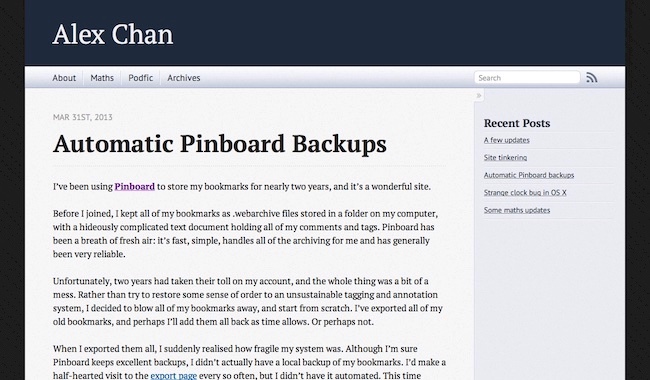 Alex Chan
About Maths Podfic Archives Search
»
MAR 31ST, 2013
Automatic Pinboard Backups
I've been using Pinboard to store my bookmarks for nearly two years, and it's a wonderful site.
Before I joined, I kept all of my bookmarks as .webarchive files stored in a folder on my computer,
with a hideously complicated text document holding all of my comments and tags. Pinboard has
been a breath of fresh air: it's fast, simple, handles all of the archiving for me and has generally
been very reliable.
Unfortunately, two years had taken their toll on my account, and the whole thing was a bit of a
mess. Rather than try to restore some sense of order to an unsustainable tagging and annotation
system, I decided to blow all of my bookmarks away, and start from scratch. I've exported all of my
old bookmarks, and perhaps I'll add them all back as time allows. Or perhaps not.
When I exported them all, I suddenly realised how fragile my system was. Although I'm sure
Pinboard keeps excellent backups, I didn't actually have a local backup of my bookmarks. I'd make a
half-hearted visit to the export page every so often, but I didn't have it automated. This time
Recent Posts
A few updates
Site tinkering
Automatic Pinboard backups
Strange clock bug in OS X
Some maths updates